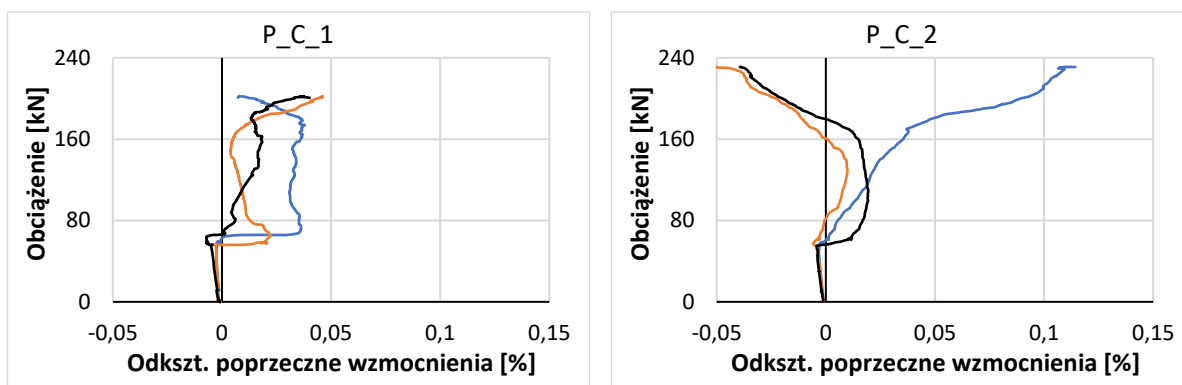 P_C_1
240
160
80
0
-0,05 0 0,05 0,1 0,15
Obciążenie [kN]
Odkszt. poprzeczne wzmocnienia [%]
P_C_2
240
160
80
0
-0,05 0 0,05 0,1 0,15
Obciążenie [kN]
Odkszt. poprzeczne wzmocnienia [%]